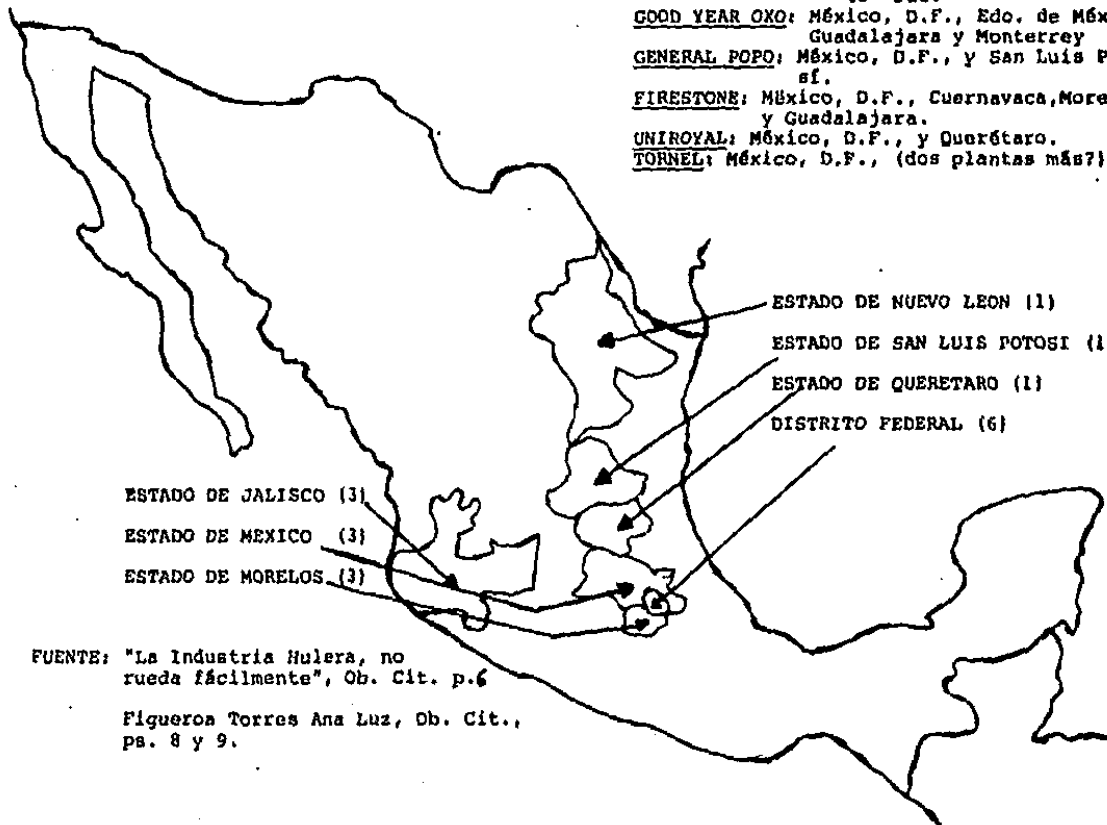 GOOD YEAR OXO: México, D.F., Edo. de Méx
Guadalajara y Monterrey
GENERAL POPO: México, D.F., y San Luis P
sí.
FIRESTONE: México, D.F., Cuernavaca,More
y Guadalajara.
UNIROYAL: México, D.F., y Querétaro.
TORNEL: México, D.F., (dos plantas más?)
ESTADO DE NUEVO LEON (1)
ESTADO DE SAN LUIS POTOSI (1
ESTADO DE QUERETARO (1)
DISTRITO FEDERAL (6)
ESTADO DE JALISCO (3)
ESTADO DE MEXICO (3)
ESTADO DE MORELOS (3)
FUENTE: "La Industria Hulera, no
rueda fácilmente", Ob. Cit. p.6
Figueroa Torres Ana Luz, Ob. Cit.,
ps. 8 y 9.